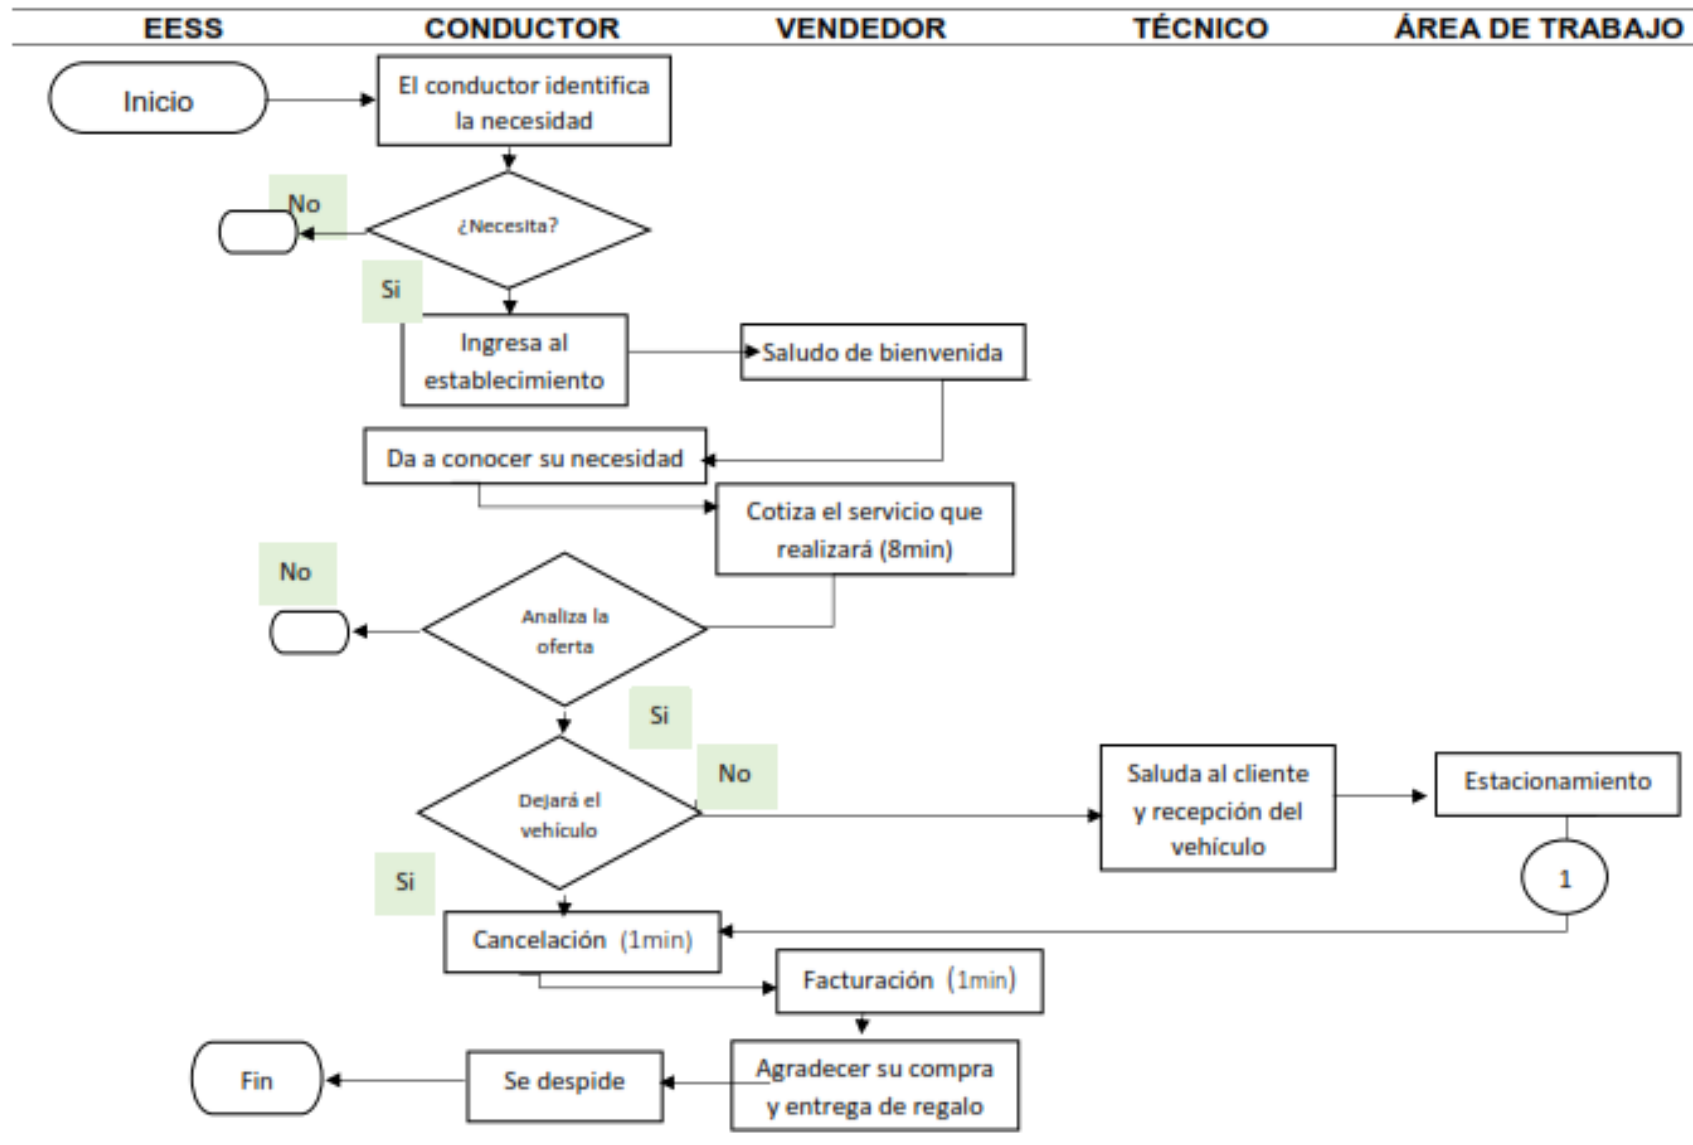 EESS CONDUCTOR VENDEDOR TÉCNICO ÁREA DE TRABAJO
Inicio
El conductor identifica
la necesidad
No
¿Necesita?
Si
Ingresa al
establecimiento
Saludo de bienvenida
Da a conocer su necesidad
Cotiza el servicio que
realizará (8min)
No
Analiza la
oferta
Si
No
Dejará el
vehículo
Saluda al cliente
y recepción del
vehículo
Estacionamiento
1
Si
Cancelación (1min)
Facturación (1min)
Agradecer su compra
y entrega de regalo
Se despide
Fin